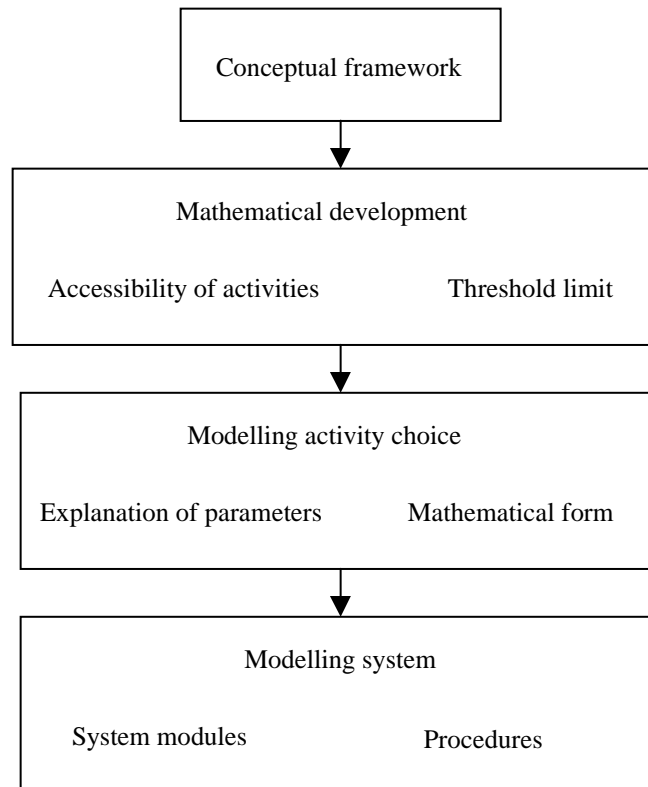 Conceptual framework
Mathematical development
Accessibility of activities
Threshold limit
Modelling activity choice
Explanation of parameters
Mathematical form
Modelling system
System modules
Procedures